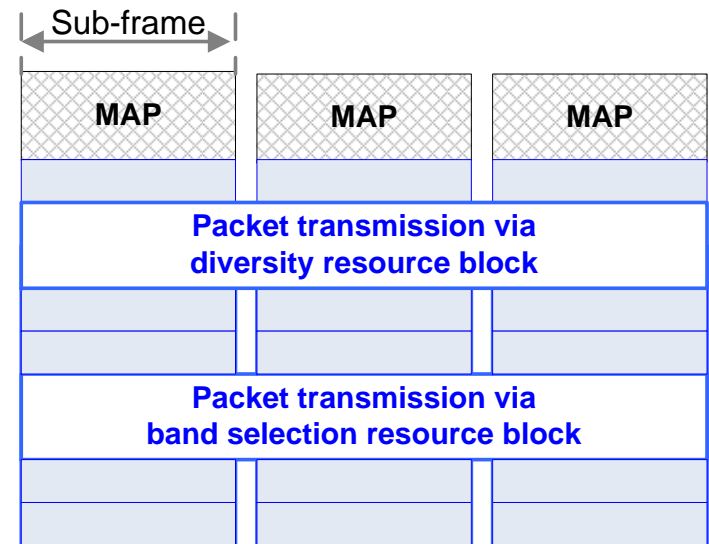 Sub-frame
MAP
MAP
MAP
Packet transmission via
diversity resource block
Packet transmission via
band selection resource block